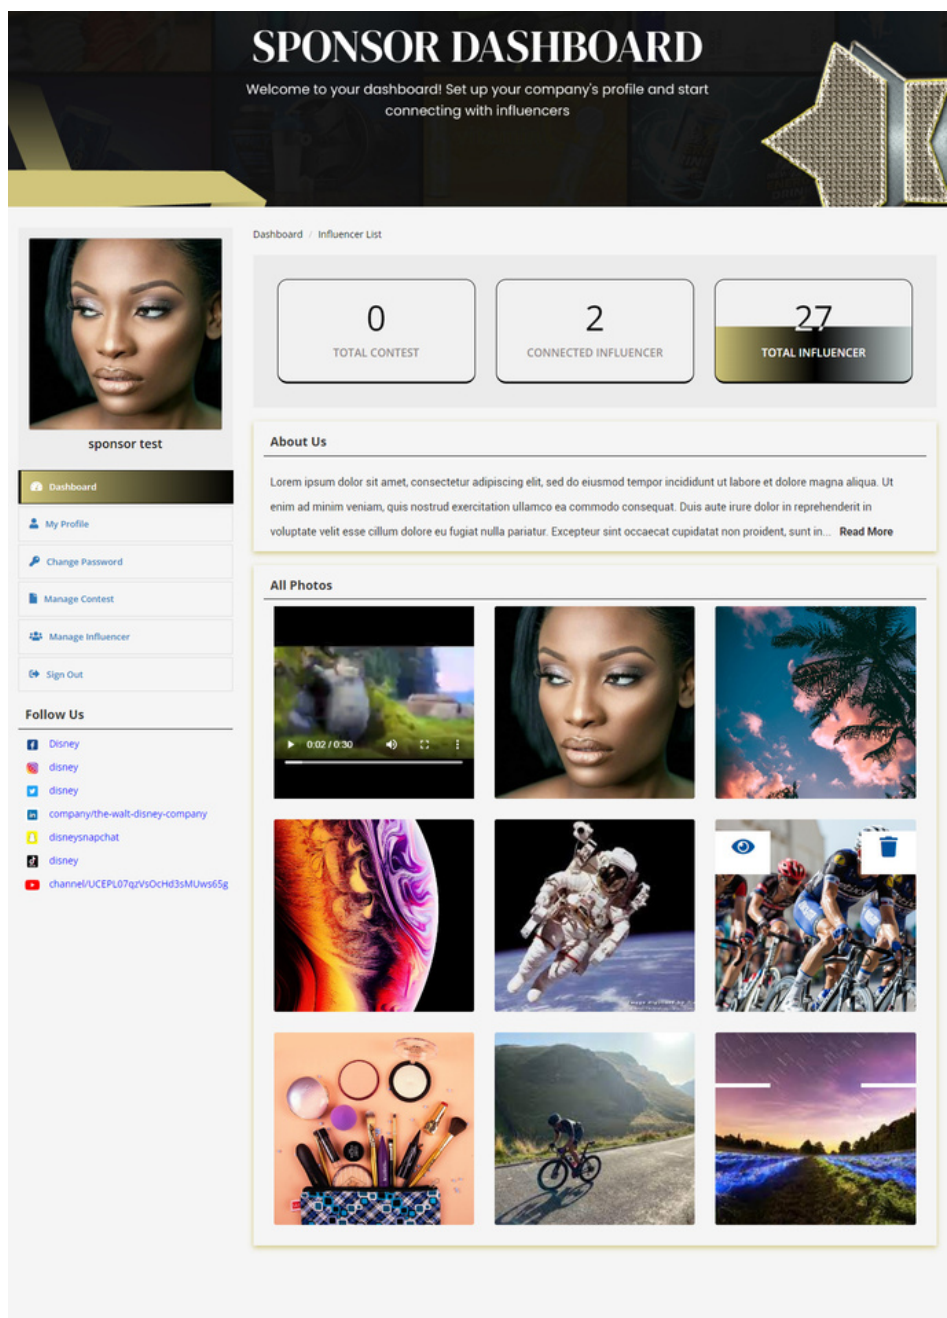 SPONSOR DASHBOARD
Welcome to your dashboard! Set up your company's profile and start
connecting with influencers
Dashboard / Influencer List
sponsor test
Dashboard
My Profile
Change Password
Manage Contest
Manage Influencer
Sign Out
Follow Us
Disney
disney
disney
company/the-walt-disney-company
disneysnapchat
disney
channel/UCEPL07qzVsOcHd3sMUws65g
0
TOTAL CONTEST
2
CONNECTED INFLUENCER
27
TOTAL INFLUENCER
About Us
Lorem ipsum dolor sit amet, consectetur adipiscing elit, sed do eiusmod tempor incididunt ut labore et dolore magna aliqua. Ut
enim ad minim veniam, quis nostrud exercitation ullamco ea commodo consequat. Duis aute irure dolor in reprehenderit in
voluptate velit esse cillum dolore eu fugiat nulla pariatur. Excepteur sint occaecat cupidatat non proident, sunt in... Read More
All Photos
0:02 / 0:30